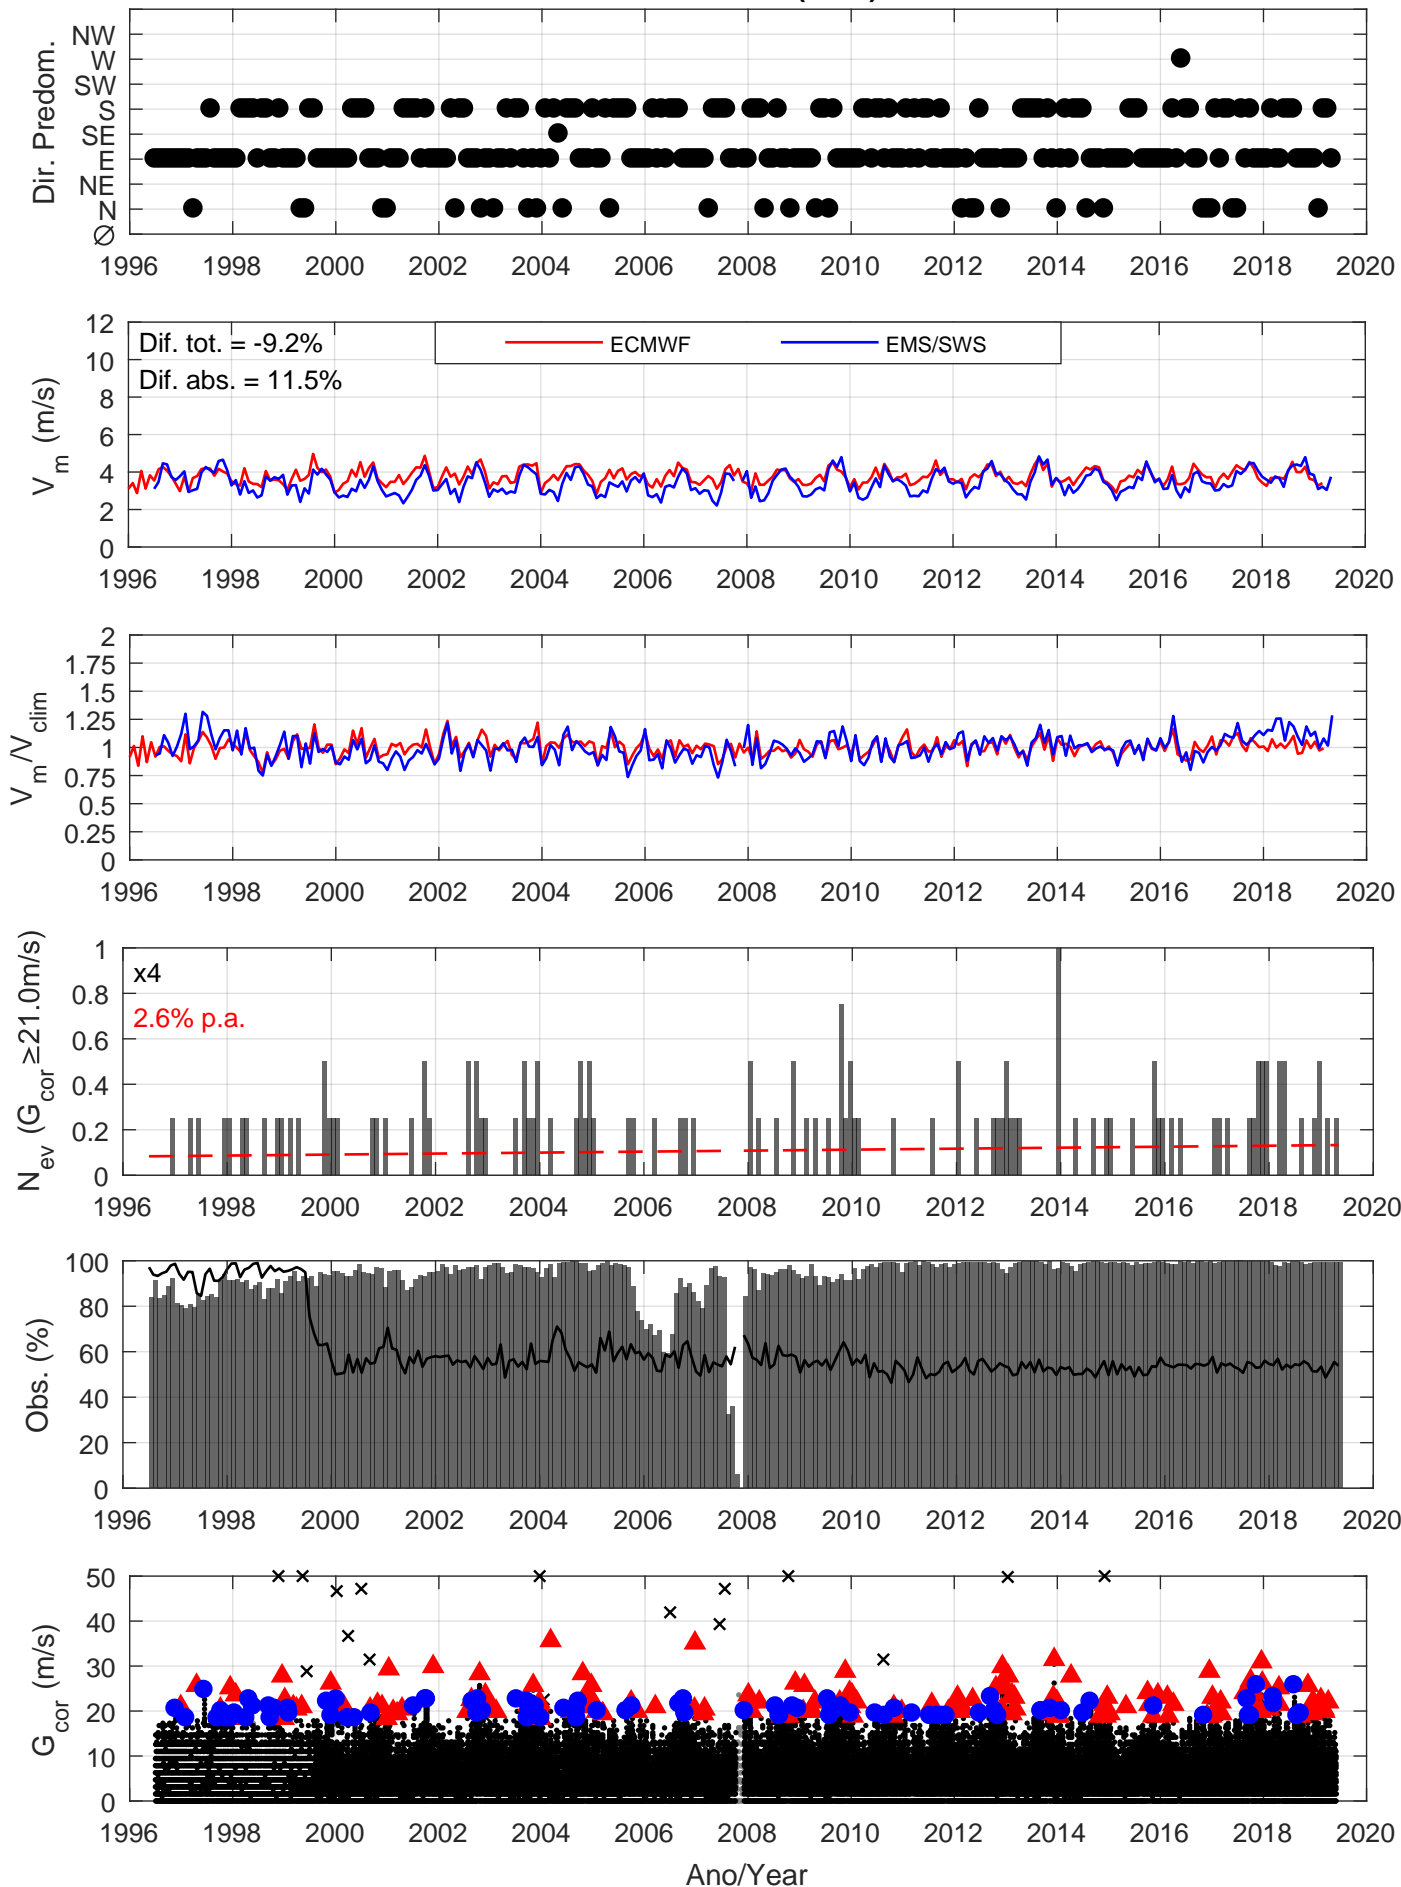 Dir. Predom.
NW
W
SW
S
SE
E
NE
N
Ø
1996 1998 2000 2002 2004 2006 2008 2010 2012 2014 2016 2018 2020
V_m (m/s)
12
10
8
6
4
2
0
Dif. tot. = -9.2%
Dif. abs. = 11.5%
ECMWF
EMS/SWS
1996 1998 2000 2002 2004 2006 2008 2010 2012 2014 2016 2018 2020
V_m/V_clim
2
1.75
1.5
1.25
1
0.75
0.5
0.25
0
1996 1998 2000 2002 2004 2006 2008 2010 2012 2014 2016 2018 2020
N_ev (G_cor≥21.0m/s)
1
0.8
0.6
0.4
0.2
0
x4
2.6% p.a.
1996 1998 2000 2002 2004 2006 2008 2010 2012 2014 2016 2018 2020
Obs. (%)
100
80
60
40
20
0
1996 1998 2000 2002 2004 2006 2008 2010 2012 2014 2016 2018 2020
G_cor (m/s)
50
40
30
20
10
0
1996 1998 2000 2002 2004 2006 2008 2010 2012 2014 2016 2018 2020
Ano/Year